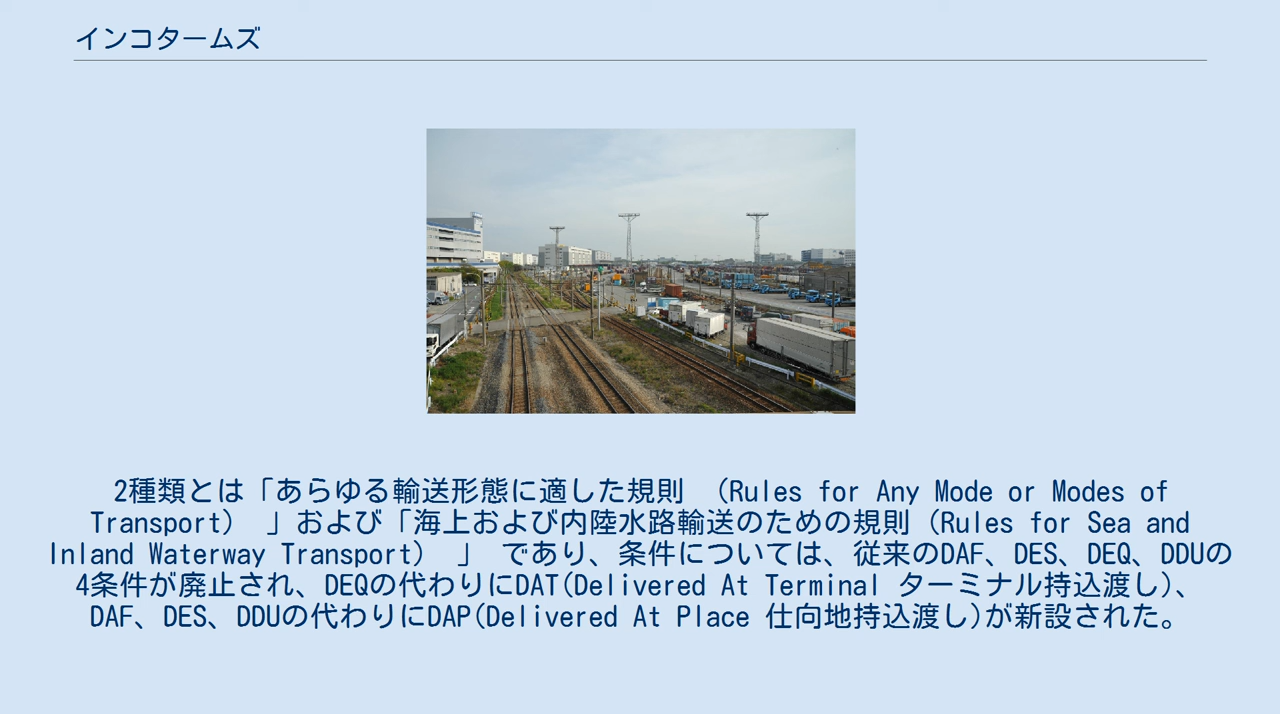 インコタームズ
2種類とは「あらゆる輸送形態に適した規則 （Rules for Any Mode or Modes of
Transport） 」および「海上および内陸水路輸送のための規則（Rules for Sea and
Inland Waterway Transport） 」 であり、条件については、従来のDAF、DES、DEQ、DDUの
4条件が廃止され、DEQの代わりにDAT(Delivered At Terminal ターミナル持込渡し)、
DAF、DES、DDUの代わりにDAP(Delivered At Place 仕向地持込渡し)が新設された。